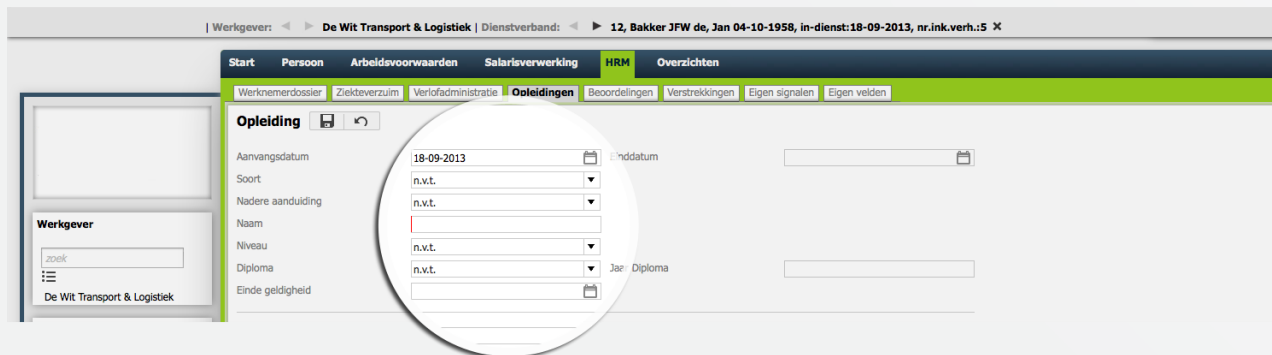 | Werkgever: De Wit Transport & Logistiek | Dienstverband: 12, Bakker JFW de, Jan 04-10-1958, in-dienst:18-09-2013, nr.ink.verh.:5 ✕
Start Persoon Arbeidsvoorwaarden Salarisverwerking HRM Overzichten
Werknemerdossier Ziekteverzuim Verlofadministratie Opleidingen Beoordelingen Verstrekkingen Eigen signalen Eigen velden
Opleiding
Aanvangsdatum 18-09-2013 Einddatum
Soort n.v.t.
Nadere aanduiding n.v.t.
Naam
Niveau n.v.t.
Diploma n.v.t. Jaar Diploma
Einde geldigheid
Werkgever
zoek
De Wit Transport & Logistiek